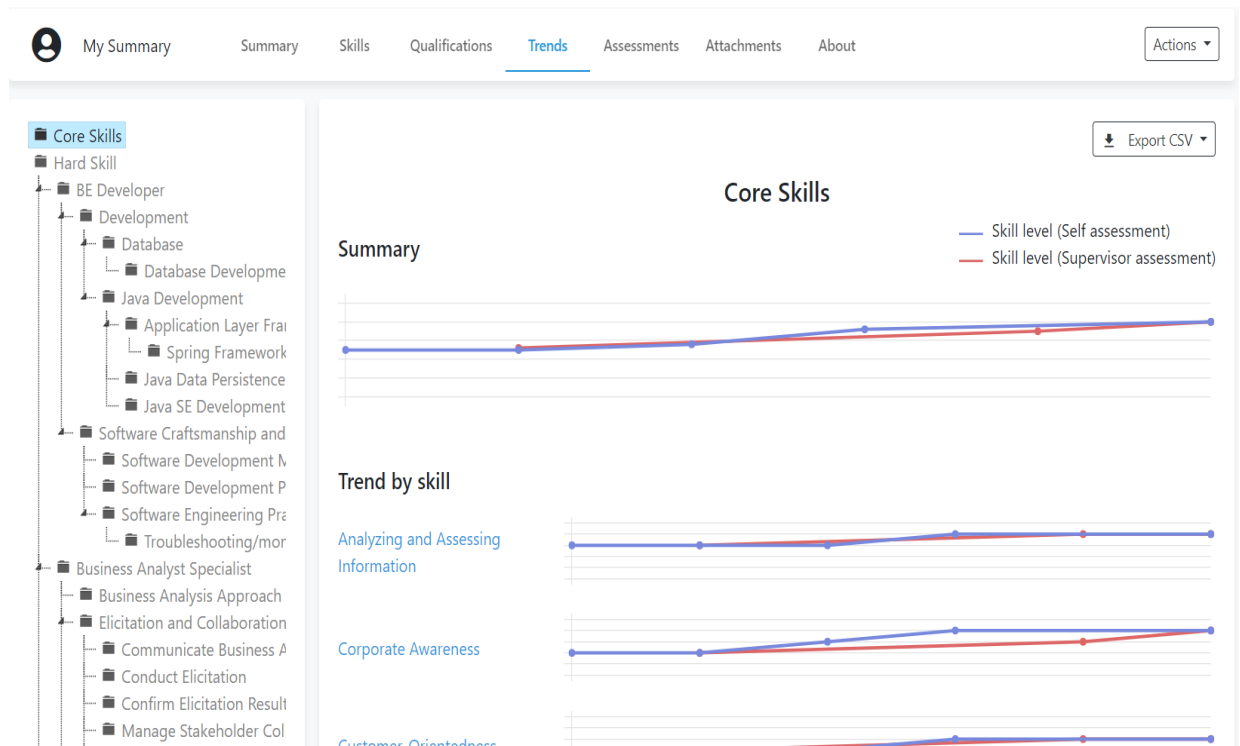 My Summary
Summary
Skills
Qualifications
Trends
Assessments
Attachments
About
Actions
Core Skills
Hard Skill
BE Developer
Development
Database
Database Developme
Java Development
Application Layer Fra
Spring Framework
Java Data Persistence
Java SE Development
Software Craftsmanship and
Software Development
Software Development P
Software Engineering Pra
Troubleshooting/mor
Business Analyst Specialist
Business Analysis Approach
Elicitation and Collaboration
Communicate Business A
Conduct Elicitation
Confirm Elicitation Result
Manage Stakeholder Col
Export CSV
Core Skills
Skill level (Self assessment)
Skill level (Supervisor assessment)
Summary
Trend by skill
Analyzing and Assessing
Information
Corporate Awareness
Customer-Orientedness